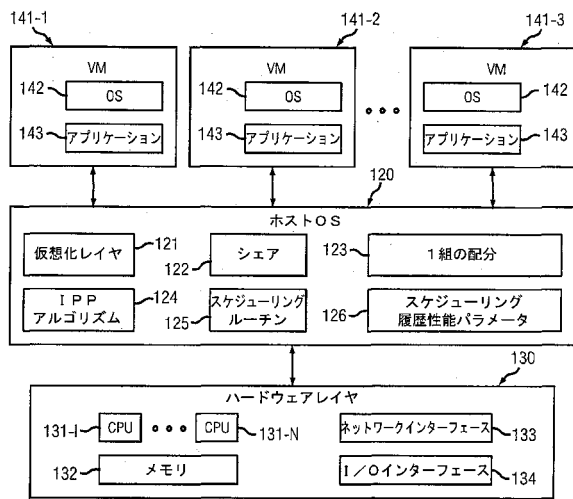 141-1
141-2
141-3
VM
142
OS
143
アプリケーション
VM
142
OS
143
アプリケーション
VM
OS
142
アプリケーション
143
120
ホストOS
仮想化レイヤ
121
シェア
122
123
1組の配分
IPP
アルゴリズム
124
スケジューリング
ルーチン
125
126
スケジューリング
履歴性能パラメータ
130
ハードウェアレイヤ
131-1
CPU
CPU
131-N
ネットワークインターフェース
133
132
メモリ
I/Oインターフェース
134